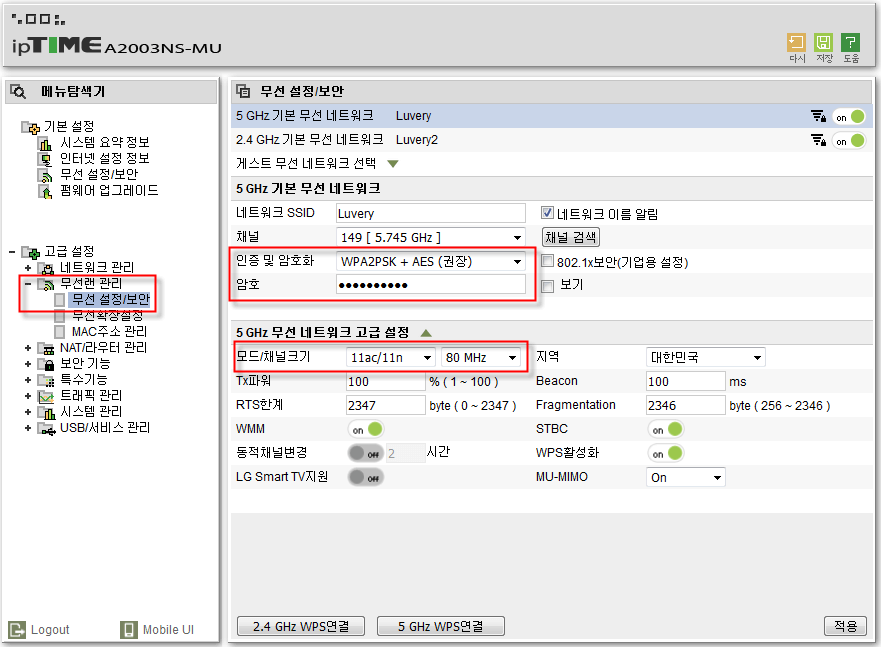 ipTIME A2003NS-MU
다시 저장 도움
메뉴탐색기
기본 설정
시스템 요약 정보
인터넷 설정 정보
무선 설정/보안
펌웨어 업그레이드
고급 설정
네트워크 관리
무선랜 관리
무선 설정/보안
무선확장설정
MAC주소 관리
NAT/라우터 관리
보안 기능
특수기능
트래픽 관리
시스템 관리
USB/서비스 관리
Logout Mobile UI
무선 설정/보안
5 GHz 기본 무선 네트워크 Luvery on
2.4 GHz 기본 무선 네트워크 Luvery2 on
게스트 무선 네트워크 선택
5 GHz 기본 무선 네트워크
네트워크 SSID Luvery 네트워크 이름 알림
채널 149 [ 5.745 GHz ] 채널 검색
인증 및 암호화 WPA2PSK + AES (권장) 802.1x보안(기업용 설정)
암호 ●●●●●●●●●● 보기
5 GHz 무선 네트워크 고급 설정
모드/채널크기 11ac/11n 80 MHz 지역 대한민국
Tx파워 100 % ( 1 ~ 100 ) Beacon 100 ms
RTS한계 2347 byte ( 0 ~ 2347 ) Fragmentation 2346 byte ( 256 ~ 2346 )
WMM on STBC on
동적채널변경 OFF 2 시간 WPS활성화 on
LG Smart TV지원 OFF MU-MIMO On
2.4 GHz WPS연결 5 GHz WPS연결 적용